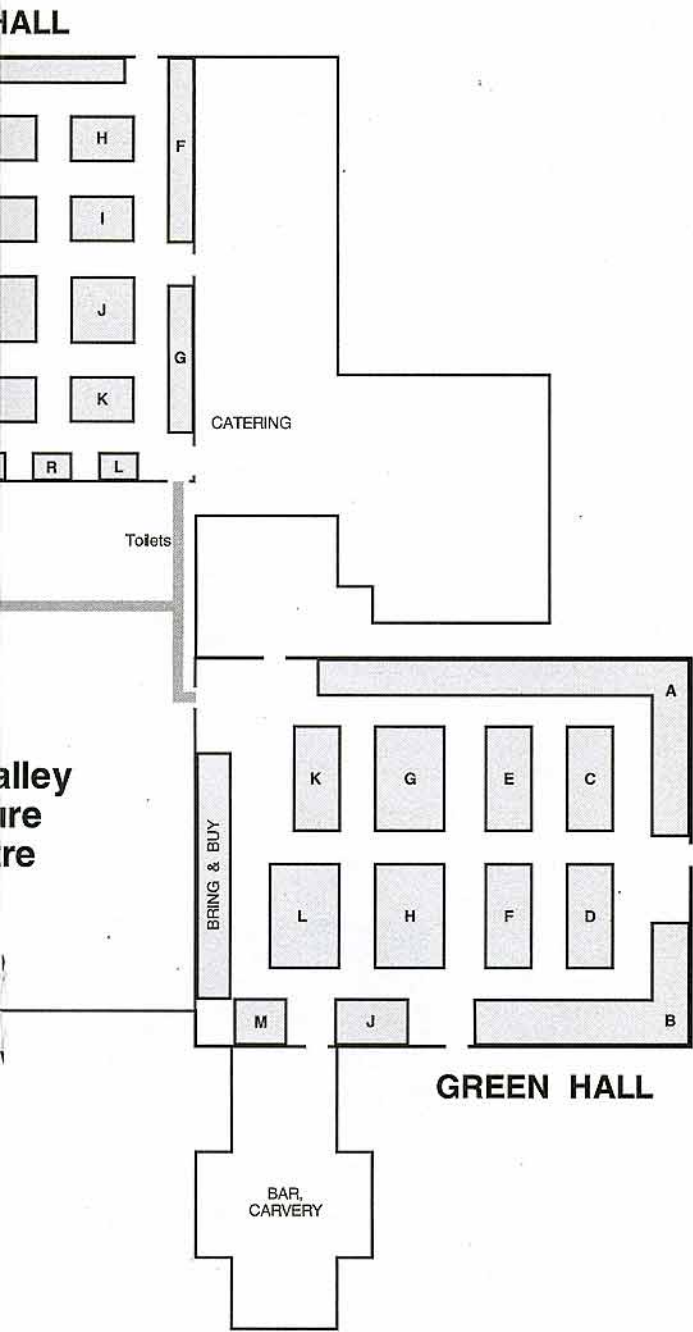 HALL
H
F
I
J
G
K
CATERING
R
L
Toilets
A
alley
K
G
E
C
ure
tre
BRING & BUY
L
H
F
D
M
J
B
GREEN HALL
BAR,
CARVERY